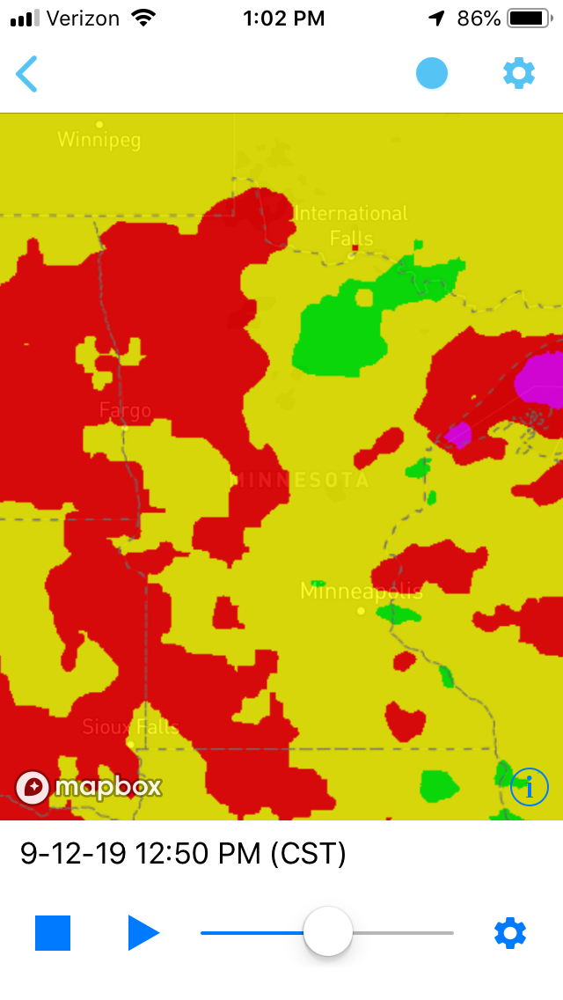 Verizon 1:02 PM 86%
Winnipeg
International
Falls
Fargo
MINNESOTA
Minneapolis
Sioux Falls
mapbox
i
9-12-19 12:50 PM (CST)